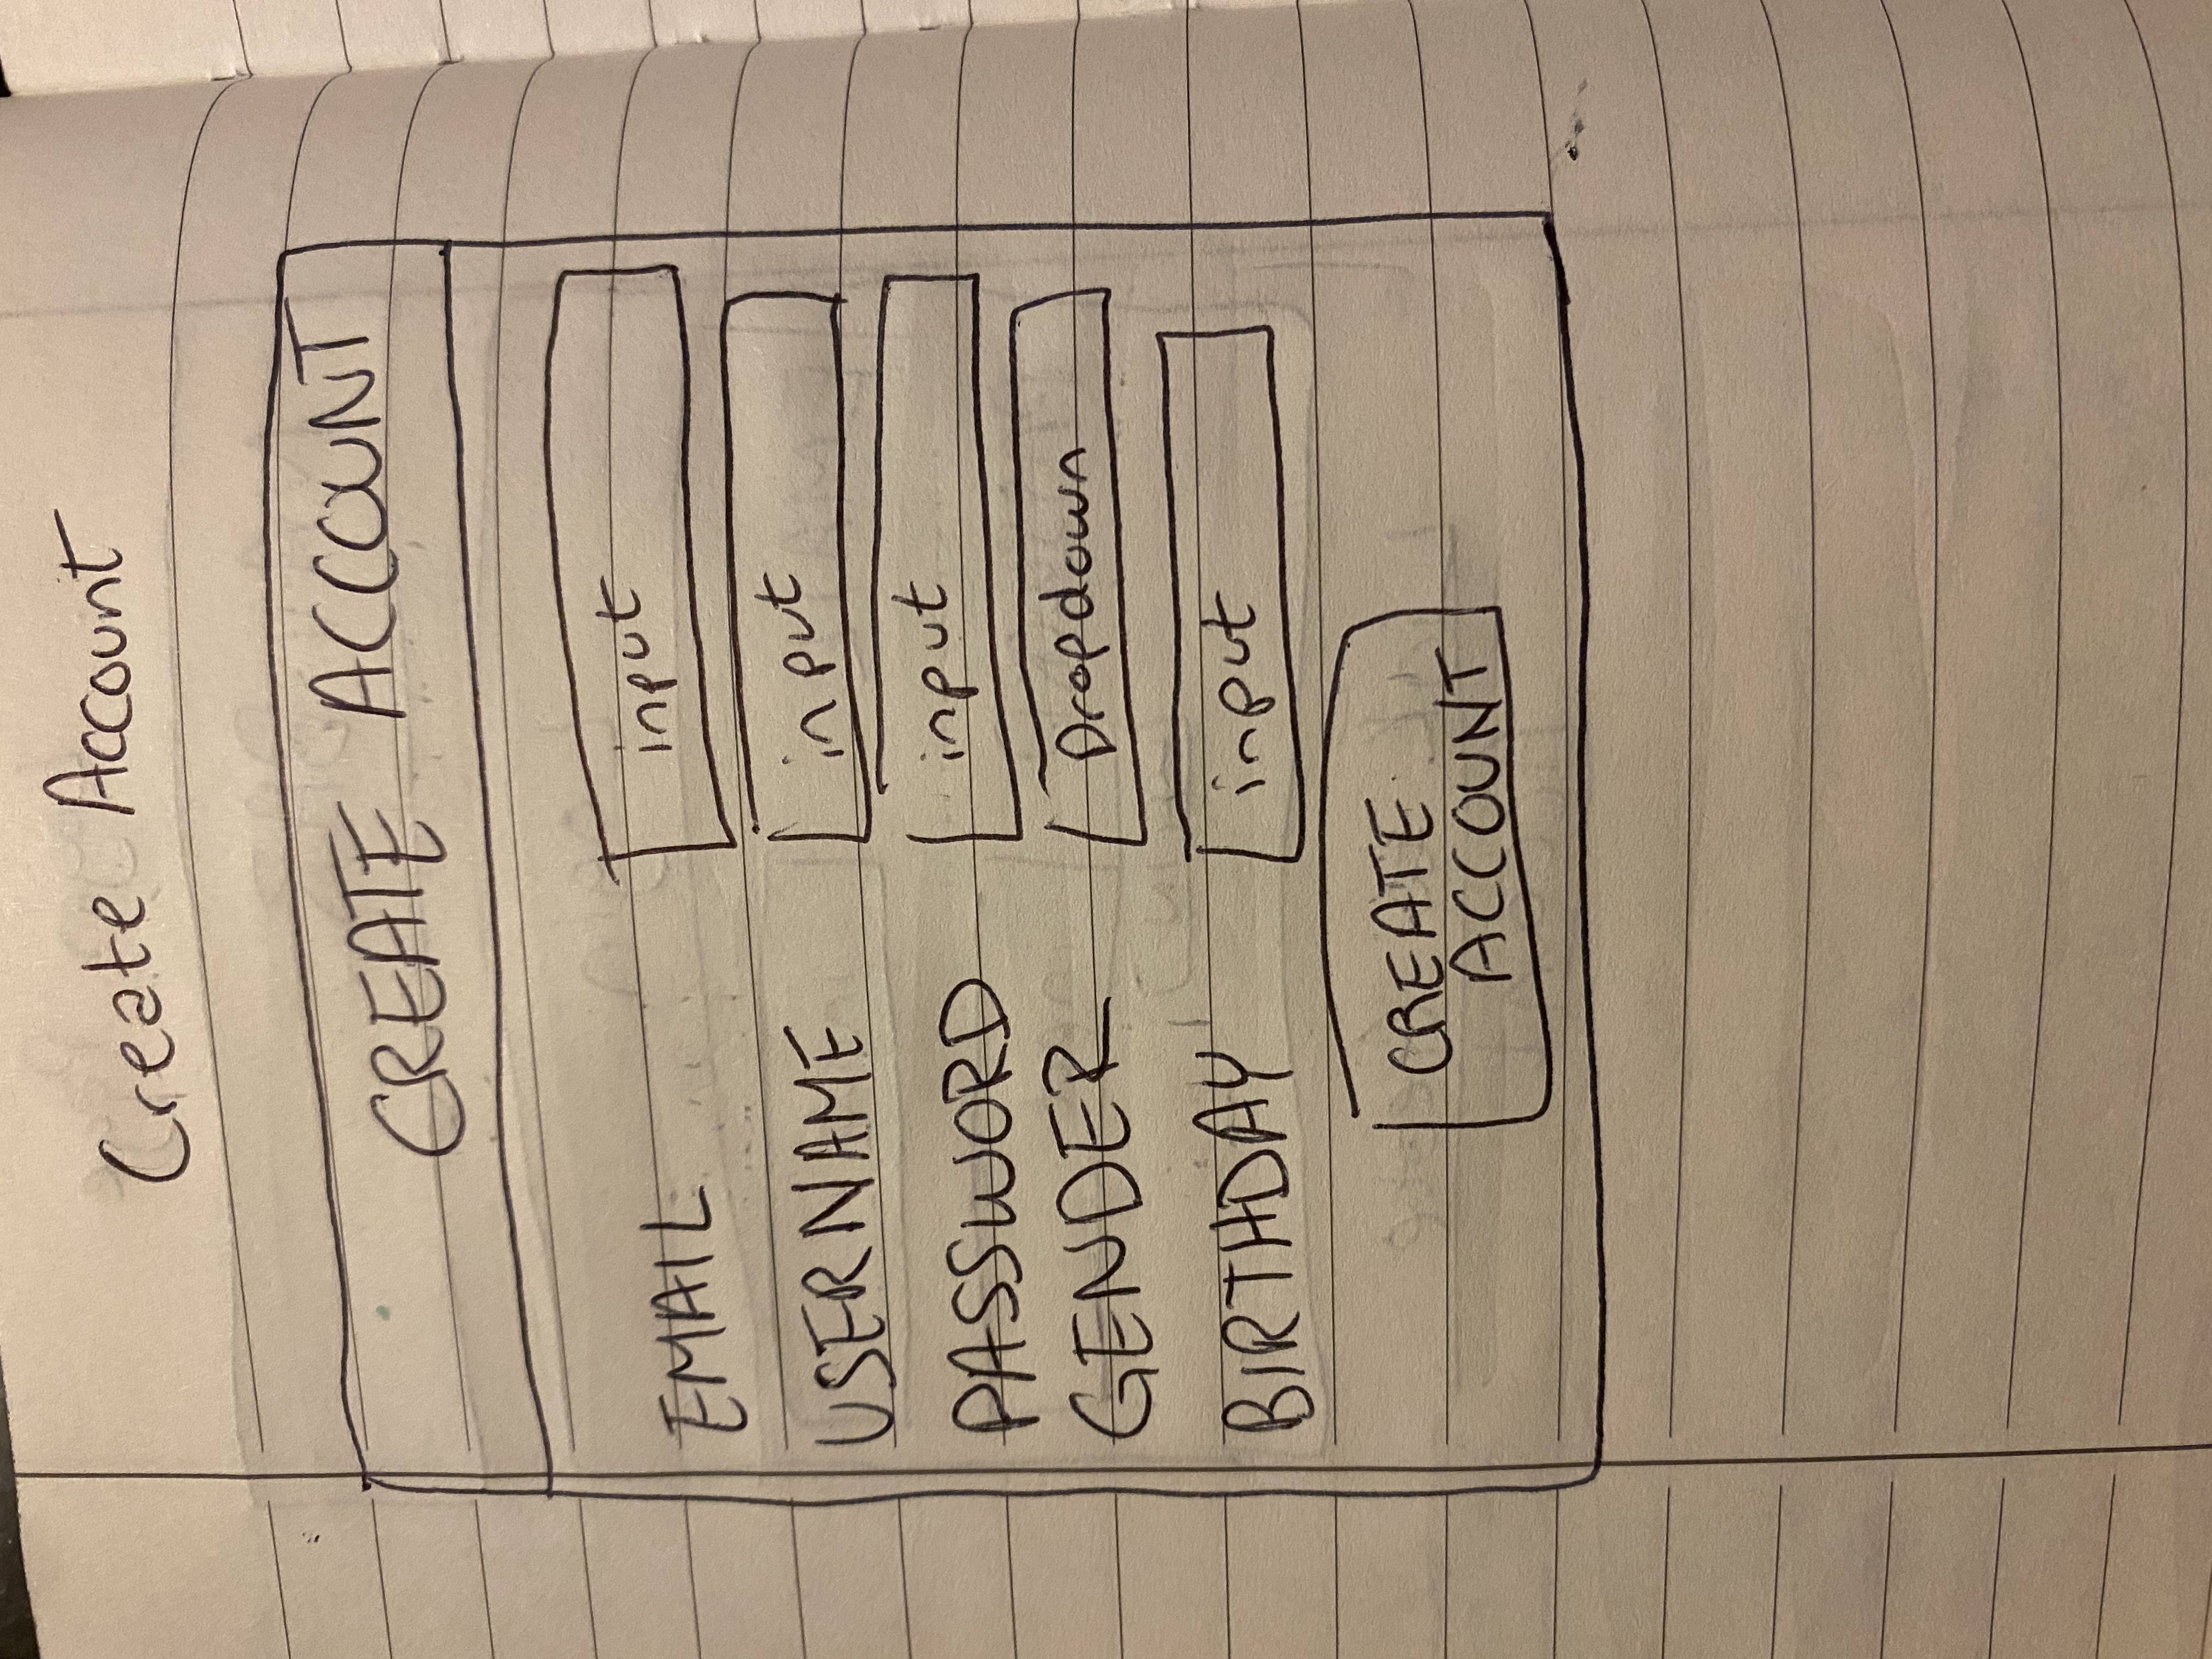 Create Account
CREATE ACCOUNT
EMAIL input
USERNAME input
PASSWORD input
GENDER Dropdown
BIRTHDAY input
CREATE
ACCOUNT